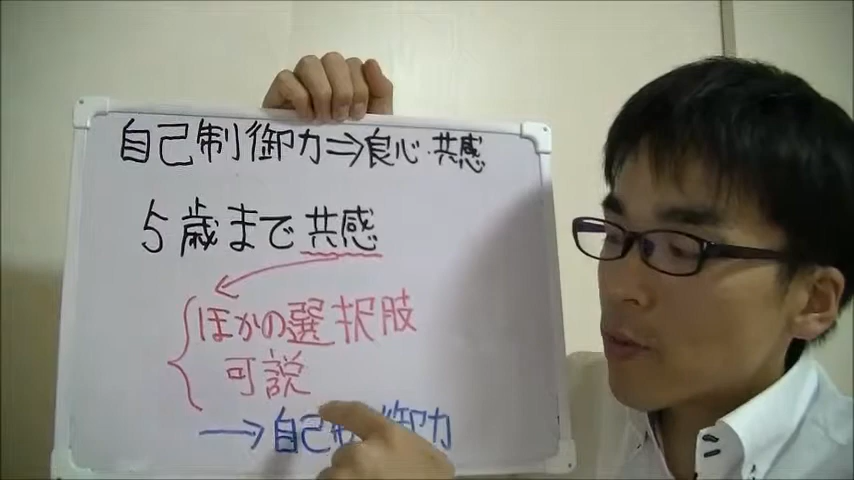 自己制御力⇒良心・共感
5歳まで共感
ほかの選択肢
可説
→自己制御力